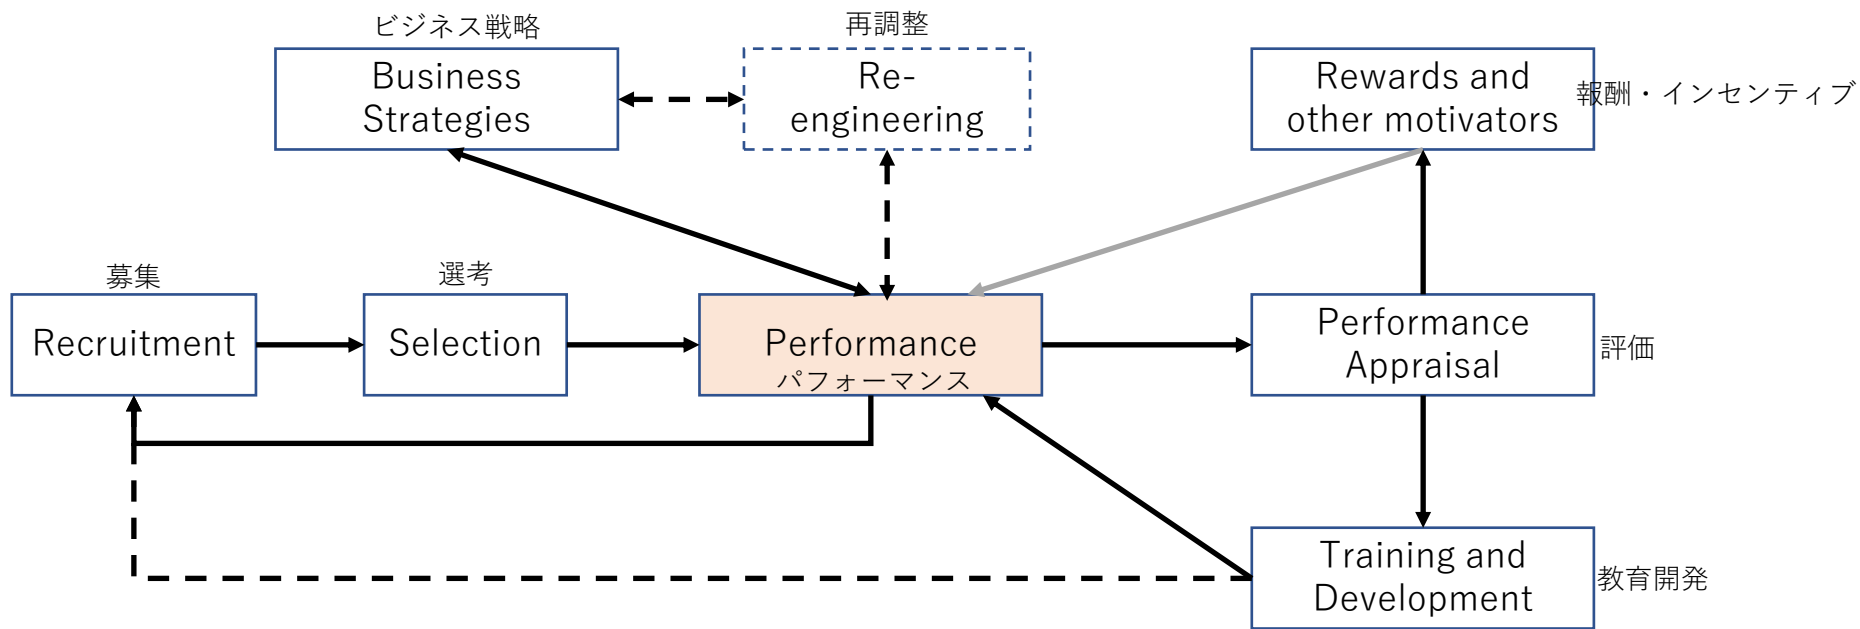 ビジネス戦略
Business
Strategies
再調整
Re-
engineering
Rewards and
other motivators
報酬・インセンティブ
募集
Recruitment
選考
Selection
Performance
パフォーマンス
Performance
Appraisal
評価
Training and
Development
教育開発